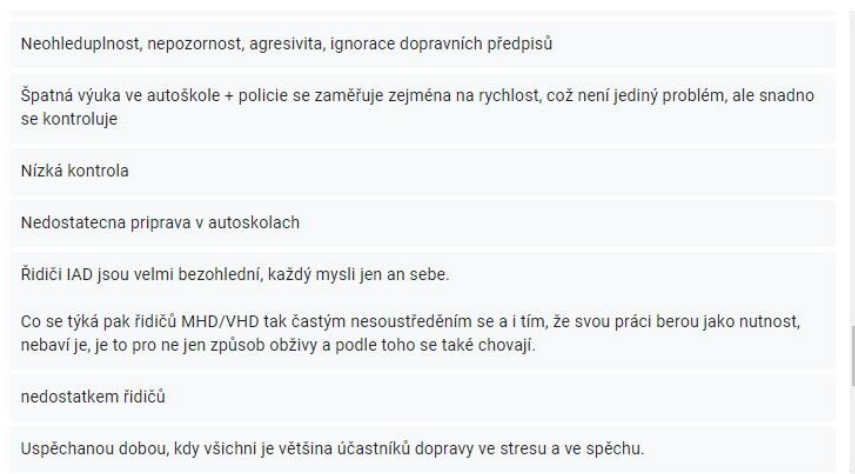 Neohleduplnost, nepozornost, agresivita, ignorace dopravních předpisů
Špatná výuka ve autoškole + policie se zaměřuje zejména na rychlost, což není jediný problém, ale snadno
se kontroluje
Nízká kontrola
Nedostatecna priprava v autoskolach
Řidiči IAD jsou velmi bezohlední, každý mysli jen an sebe.
Co se týká pak řidičů MHD/VHD tak častým nesoustředěním se a i tím, že svou práci berou jako nutnost,
nebaví je, je to pro ne jen způsob obživy a podle toho se také chovají.
nedostatkem řidičů
Uspěchanou dobou, kdy všichni je většina účastníků dopravy ve stresu a ve spěchu.